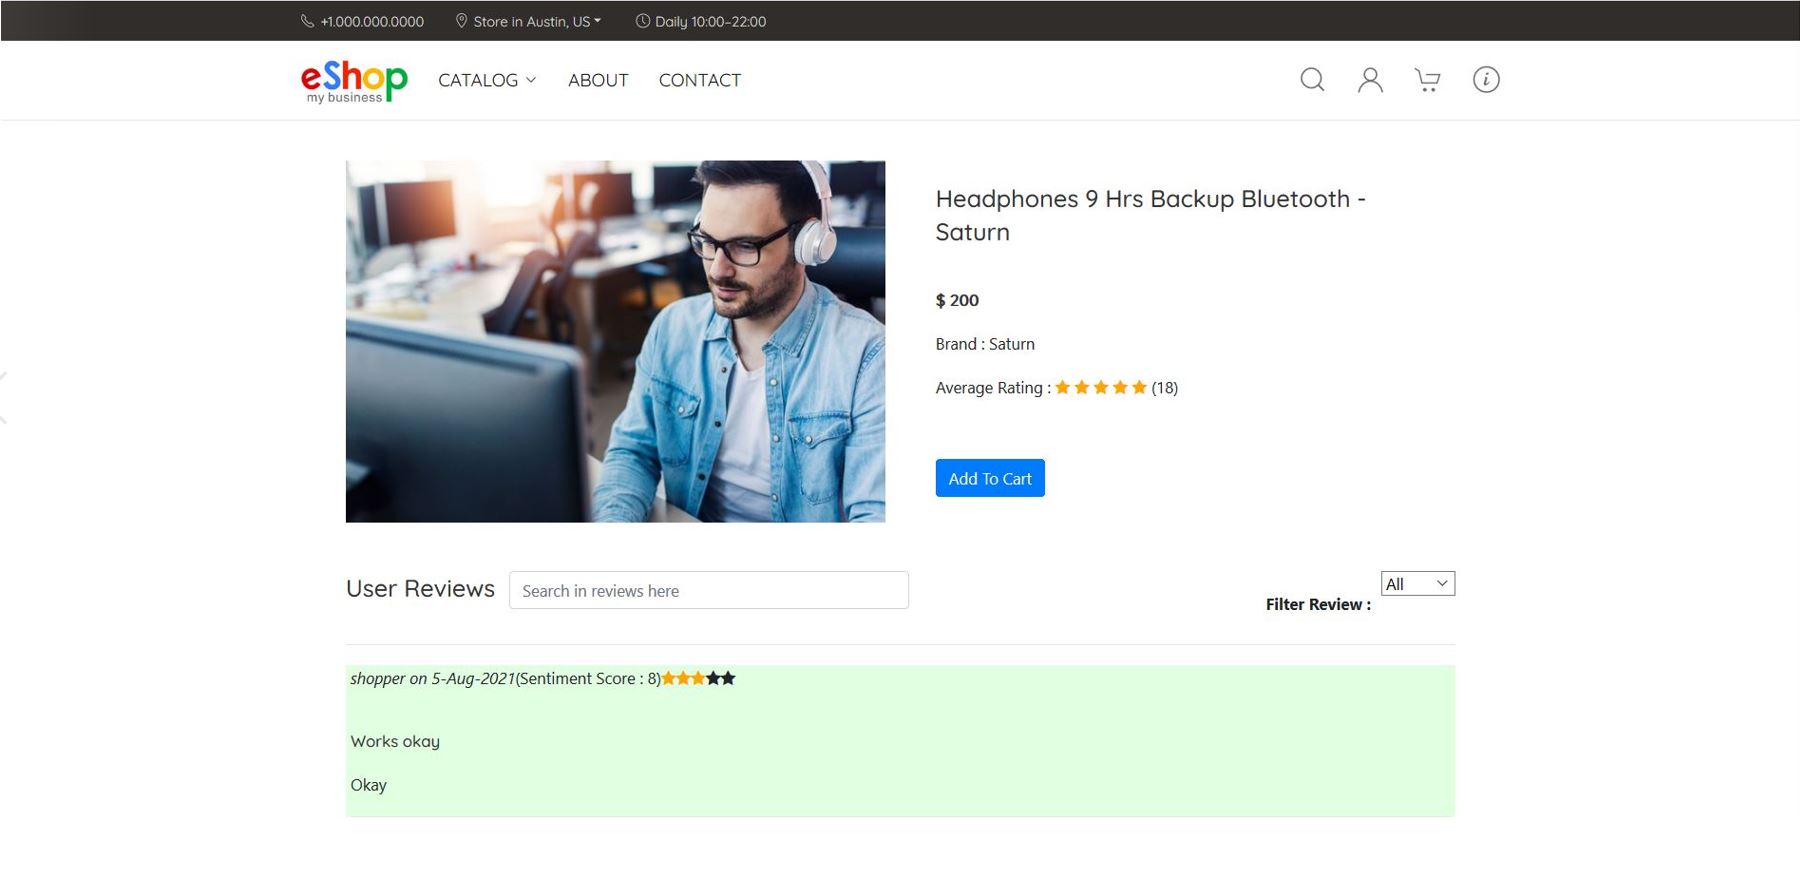 +1.000.000.0000 Store in Austin, US Daily 10:00–22:00
eShop
my business
CATALOG ABOUT CONTACT
Headphones 9 Hrs Backup Bluetooth -
Saturn
$ 200
Brand : Saturn
Average Rating : (18)
Add To Cart
User Reviews Search in reviews here All
Filter Review :
shopper on 5-Aug-2021(Sentiment Score : 8)
Works okay
Okay